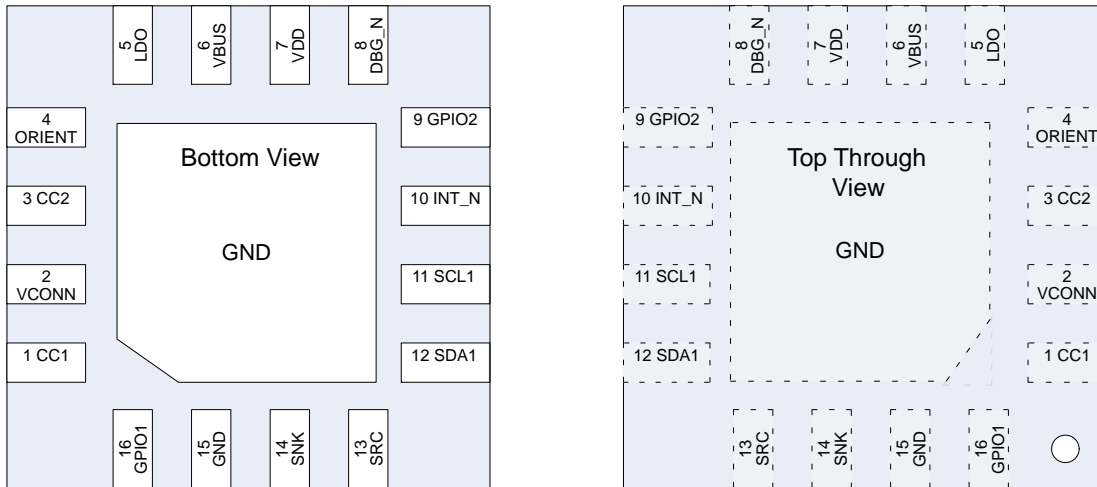 5
LDO
6
VBUS
7
VDD
8
DBG_N
4
ORIENT
3 CC2
2
VCONN
1 CC1
Bottom View
GND
9 GPIO2
10 INT_N
11 SCL1
12 SDA1
16
GPIO1
15
GND
14
SNK
13
SRC
8
DBG_N
7
VDD
6
VBUS
5
LDO
9 GPIO2
10 INT_N
11 SCL1
12 SDA1
Top Through
View
GND
4
ORIENT
3 CC2
2
VCONN
1 CC1
13
SRC
14
SNK
15
GND
16
GPIO1